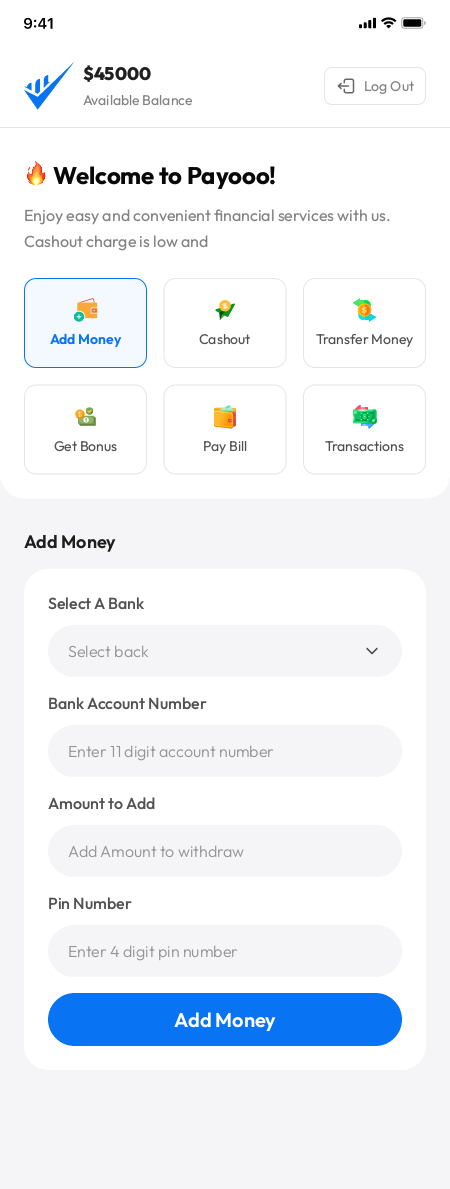 9:41
$45000
Available Balance
Log Out
Welcome to Payooo!
Enjoy easy and convenient financial services with us.
Cashout charge is low and
Add Money
Cashout
Transfer Money
Get Bonus
Pay Bill
Transactions
Add Money
Select A Bank
Select back
Bank Account Number
Enter 11 digit account number
Amount to Add
Add Amount to withdraw
Pin Number
Enter 4 digit pin number
Add Money